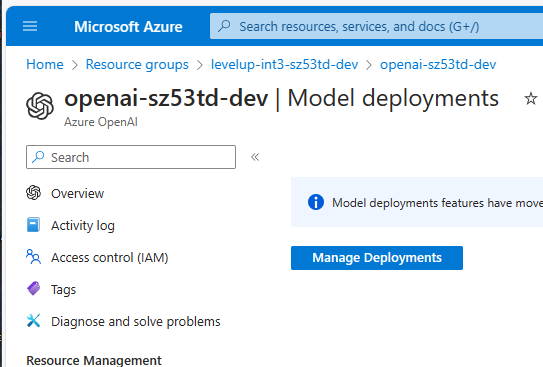 Microsoft Azure
Search resources, services, and docs (G+/)
Home > Resource groups > levelup-int3-sz53td-dev > openai-sz53td-dev
openai-sz53td-dev | Model deployments
Azure OpenAI
Search
Overview
Activity log
Access control (IAM)
Tags
Diagnose and solve problems
Resource Management
Model deployments features have move
Manage Deployments